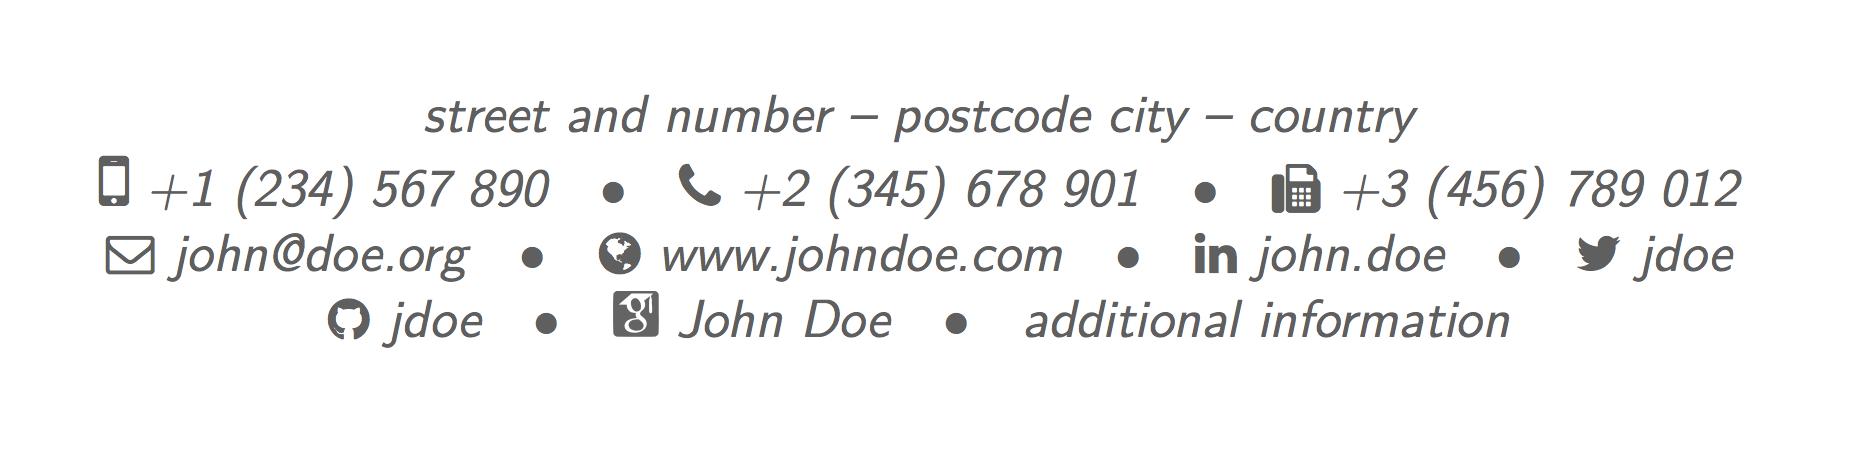 street and number – postcode city – country
+1 (234) 567 890 • +2 (345) 678 901 • +3 (456) 789 012
john@doe.org • www.johndoe.com • in john.doe • jdoe
jdoe • g John Doe • additional information